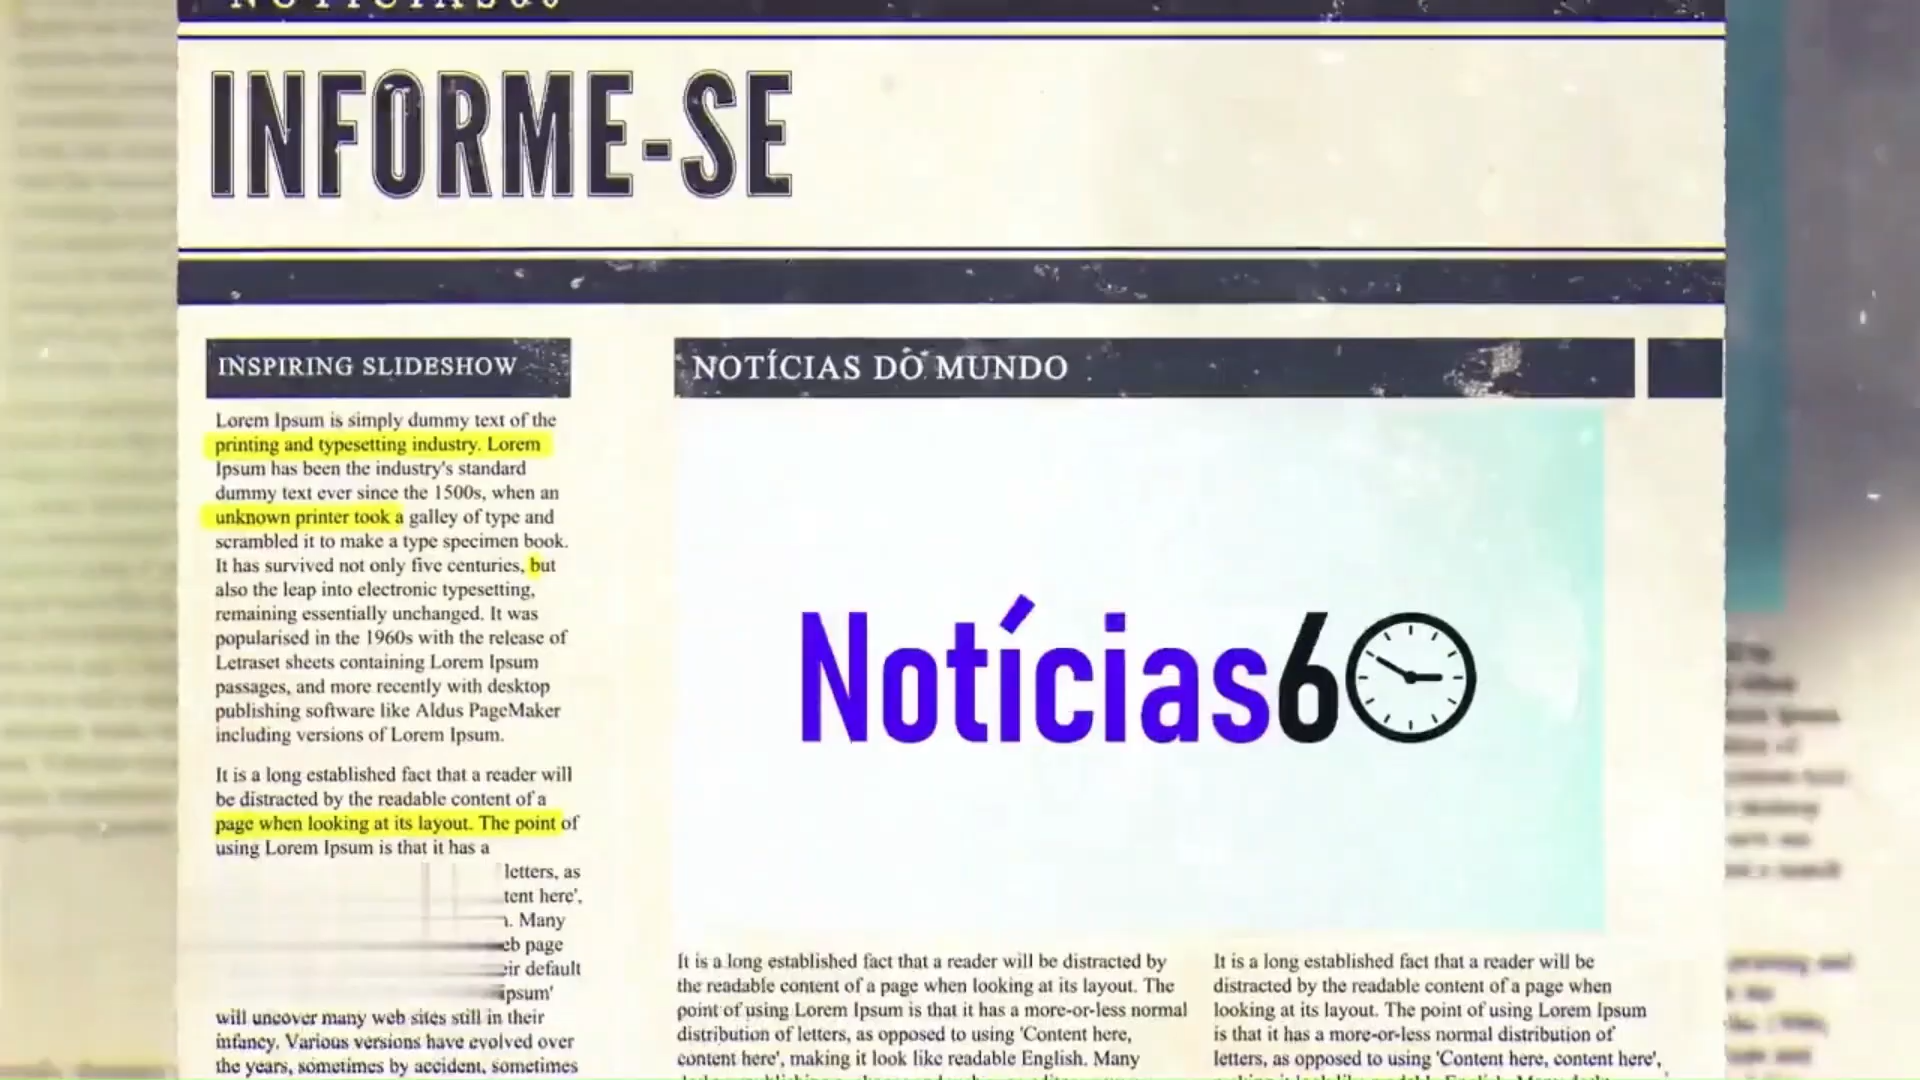 NOTÍCIAS60
INFORME-SE
INSPIRING SLIDESHOW
Lorem Ipsum is simply dummy text of the
printing and typesetting industry. Lorem
Ipsum has been the industry's standard
dummy text ever since the 1500s, when an
unknown printer took a galley of type and
scrambled it to make a type specimen book.
It has survived not only five centuries, but
also the leap into electronic typesetting,
remaining essentially unchanged. It was
popularised in the 1960s with the release of
Letraset sheets containing Lorem Ipsum
passages, and more recently with desktop
publishing software like Aldus PageMaker
including versions of Lorem Ipsum.
It is a long established fact that a reader will
be distracted by the readable content of a
page when looking at its layout. The point of
using Lorem Ipsum is that it has a
letters, as
here',
Many
page
default
will uncover many web sites still in their
infancy. Various versions have evolved over
the years, sometimes by accident, sometimes
NOTÍCIAS DO MUNDO
Notícias6
It is a long established fact that a reader will be distracted by
the readable content of a page when looking at its layout. The
point of using Lorem Ipsum is that it has a more-or-less normal
distribution of letters, as opposed to using 'Content here,
content here', making it look like readable English. Many
It is a long established fact that a reader will be
distracted by the readable content of a page when
looking at its layout. The point of using Lorem Ipsum
is that it has a more-or-less normal distribution of
letters, as opposed to using 'Content here, content here',